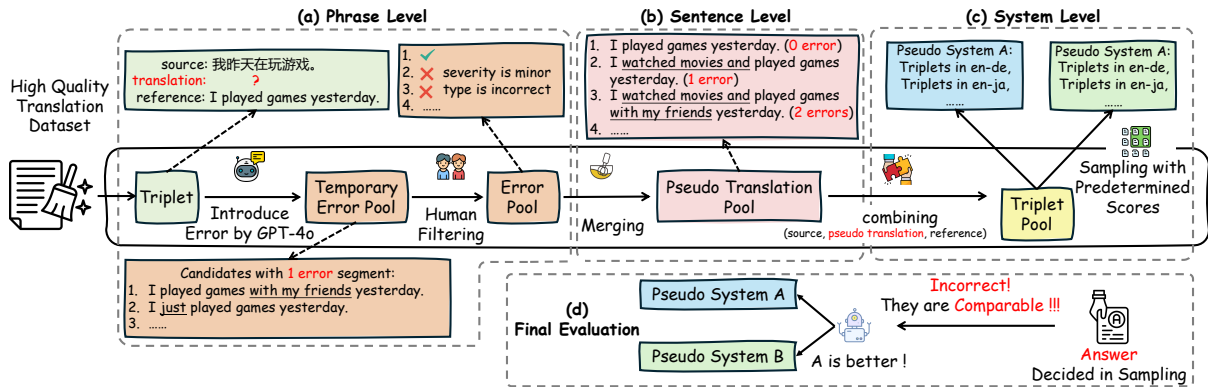 (a) Phrase Level
(b) Sentence Level
(c) System Level
High Quality
Translation
Dataset
source: 我昨天在玩游戏。
translation: ?
reference: I played games yesterday.
1.
2. severity is minor
3. type is incorrect
4. ......
1. I played games yesterday. (0 error)
2. I watched movies and played games
yesterday. (1 error)
3. I watched movies and played games
with my friends yesterday. (2 errors)
4. ......
Pseudo System A:
Triplets in en-de,
Triplets in en-ja,
......
Pseudo System A:
Triplets in en-de,
Triplets in en-ja,
......
Triplet
Introduce
Error by GPT-4o
Temporary
Error Pool
Human
Filtering
Error
Pool
Merging
Pseudo Translation
Pool
combining
(source, pseudo translation, reference)
Triplet
Pool
Sampling with
Predetermined
Scores
Candidates with 1 error segment:
1. I played games with my friends yesterday.
2. I just played games yesterday.
3. ......
(d)
Final Evaluation
Pseudo System A
Pseudo System B
A is better !
Incorrect!
They are Comparable !!!
Answer
Decided in Sampling